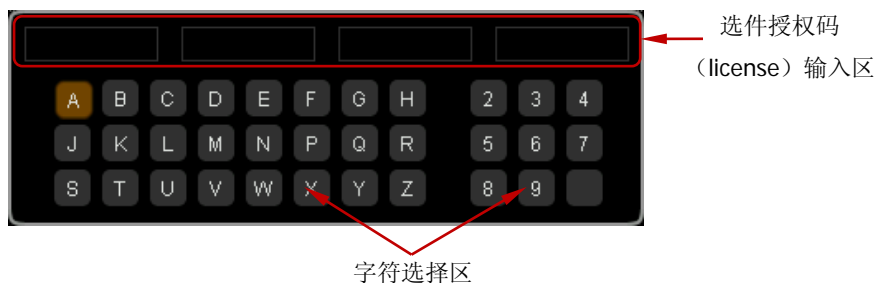 选件授权码
（license）输入区
A B C D E F G H 2 3 4
J K L M N P Q R 5 6 7
S T U V W X Y Z 8 9
字符选择区